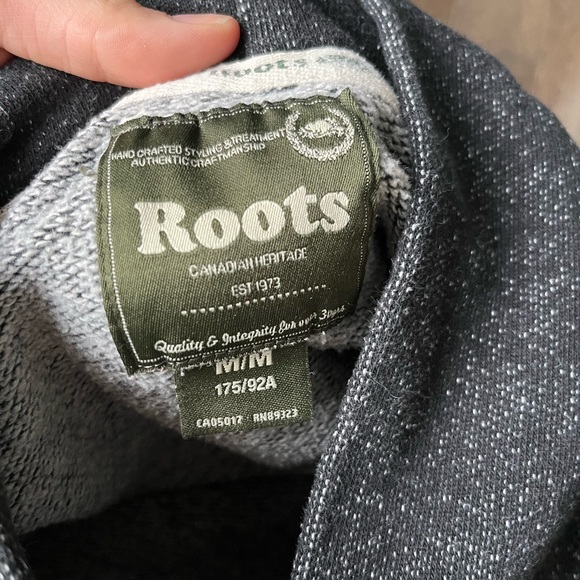 Roots
HAND CRAFTED STYLING & TREATMENT
AUTHENTIC CRAFTMANSHIP
Roots
CANADIAN HERITAGE
EST 1973
Quality & Integrity for over
M/M
175/92A
CA05017 · RN89323